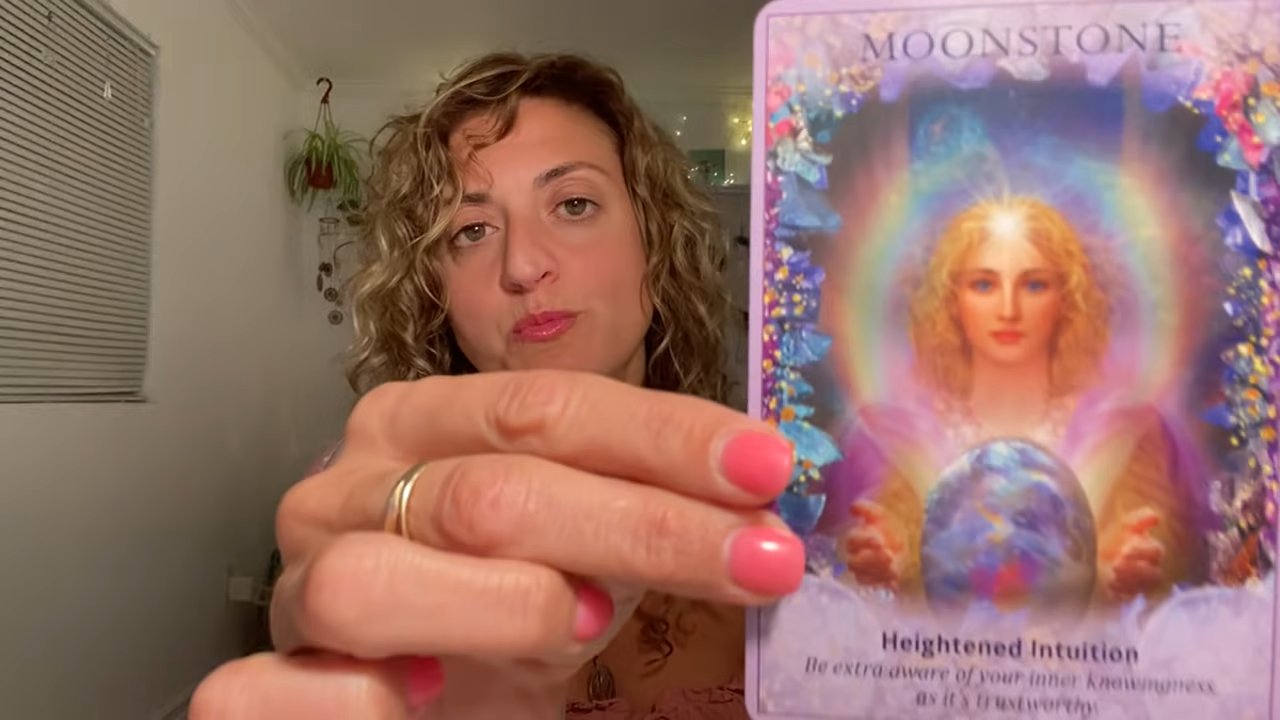 MOONSTONE
Heightened Intuition
Be extra aware of your inner knowingness
as it's trustworthy.